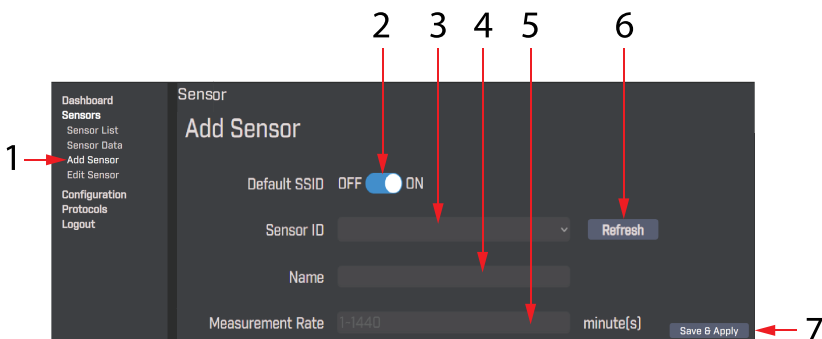 2 3 4 5 6
Dashboard
Sensors
Sensor List
Sensor Data
1
Add Sensor
Edit Sensor
Configuration
Protocols
Logout
Sensor
Add Sensor
Default SSID OFF ON
Sensor ID Refresh
Name
Measurement Rate 1-1440 minute(s)
Save & Apply 7